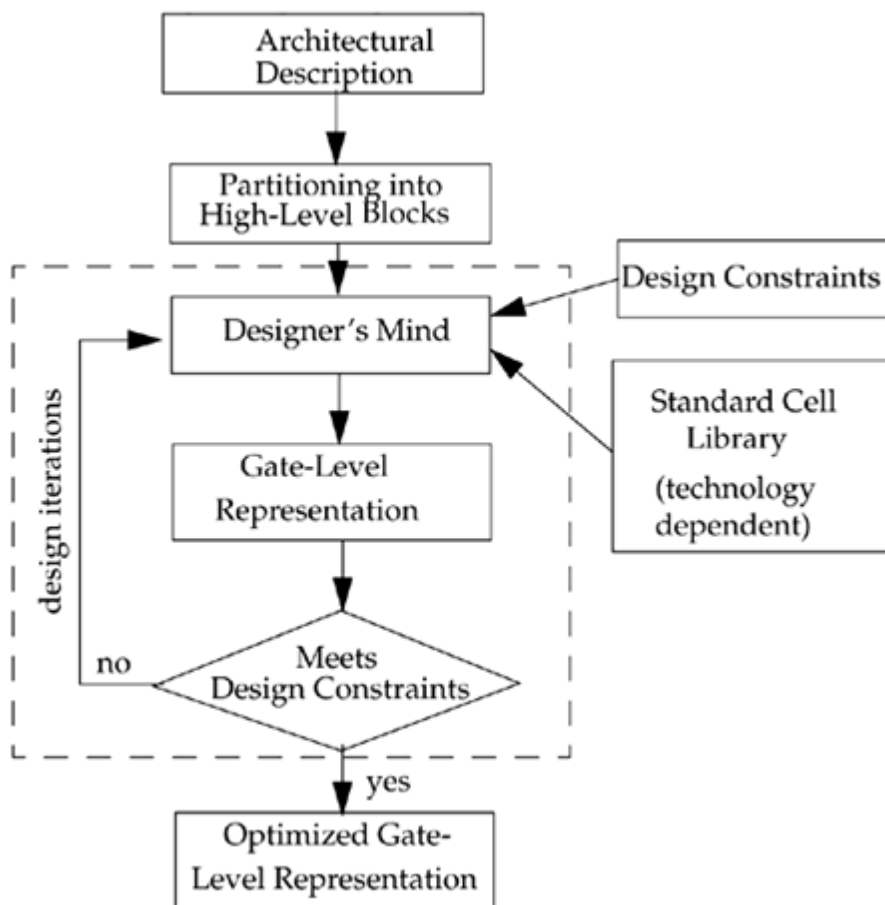 Architectural
Description
Partitioning into
High-Level Blocks
Designer's Mind
Design Constraints
Standard Cell
Library
(technology
dependent)
design iterations
Gate-Level
Representation
Meets
Design Constraints
no
yes
Optimized Gate-
Level Representation